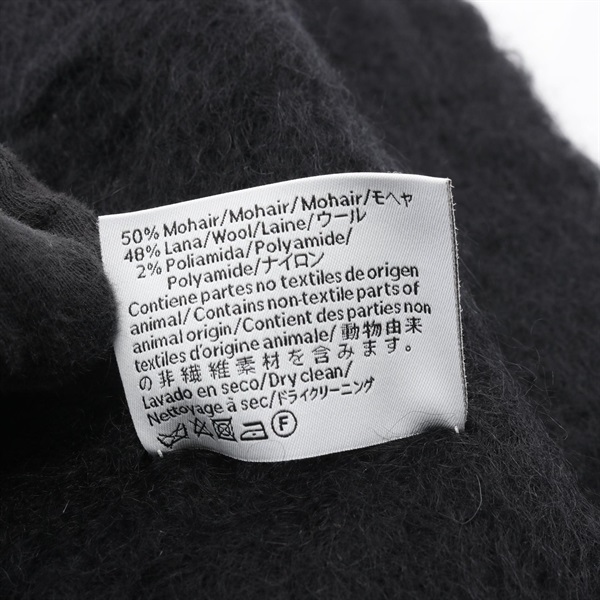 50% Mohair/Mohair/Mohair/モヘヤ
48% Lana/Wool/Laine/ウール
2% Poliamida/Polyamide/
Polyamide/ナイロン
Contiene partes no textiles de origen
animal/Contains non-textile parts of
animal origin/Contient des parties non
textiles d'origine animale/動物由来
の非繊維素材を含みます。
Lavado en seco/Dry clean/
Nettoyage à sec/ドライクリーニング
F